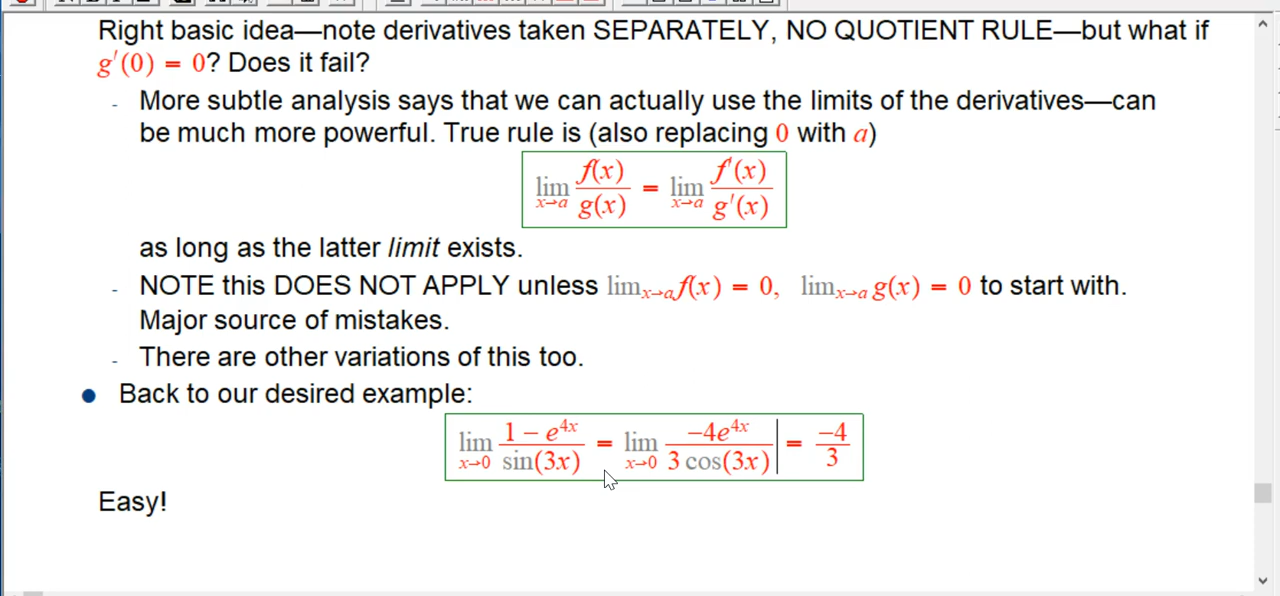 Right basic idea—note derivatives taken SEPARATELY, NO QUOTIENT RULE—but what if
g′(0) = 0? Does it fail?
- More subtle analysis says that we can actually use the limits of the derivatives—can
be much more powerful. True rule is (also replacing 0 with a)
lim_{x→a} f(x)/g(x) = lim_{x→a} f′(x)/g′(x)
as long as the latter limit exists.
- NOTE this DOES NOT APPLY unless lim_{x→a} f(x) = 0, lim_{x→a} g(x) = 0 to start with.
Major source of mistakes.
- There are other variations of this too.
● Back to our desired example:
lim_{x→0} (1 − e^{4x})/sin(3x) = lim_{x→0} (−4e^{4x})/(3 cos(3x)) = −4/3
Easy!